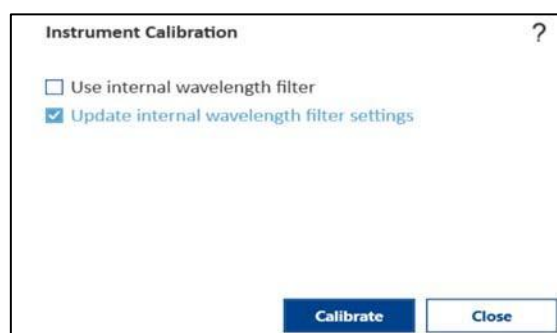 Instrument Calibration ?
Use internal wavelength filter
Update internal wavelength filter settings
Calibrate Close